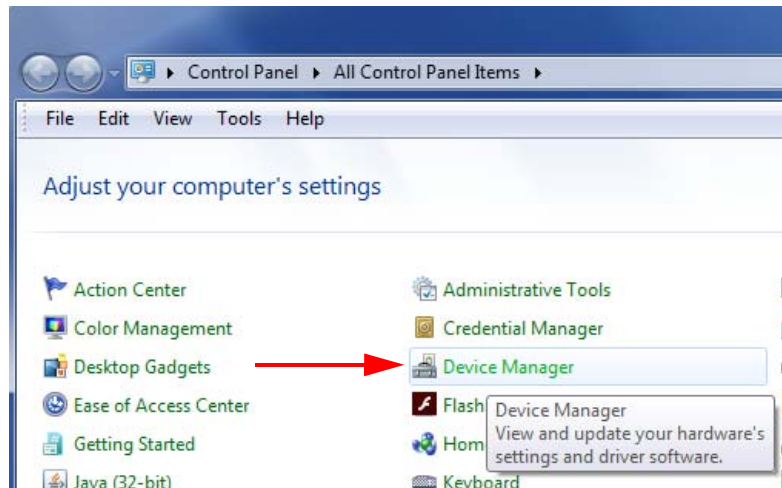 Control Panel All Control Panel Items
File Edit View Tools Help
Adjust your computer's settings
Action Center
Administrative Tools
Color Management
Credential Manager
Desktop Gadgets
Device Manager
Ease of Access Center
Flash
Device Manager
View and update your hardware's
settings and driver software.
Getting Started
Hom
Java (32-bit)
Keyboard